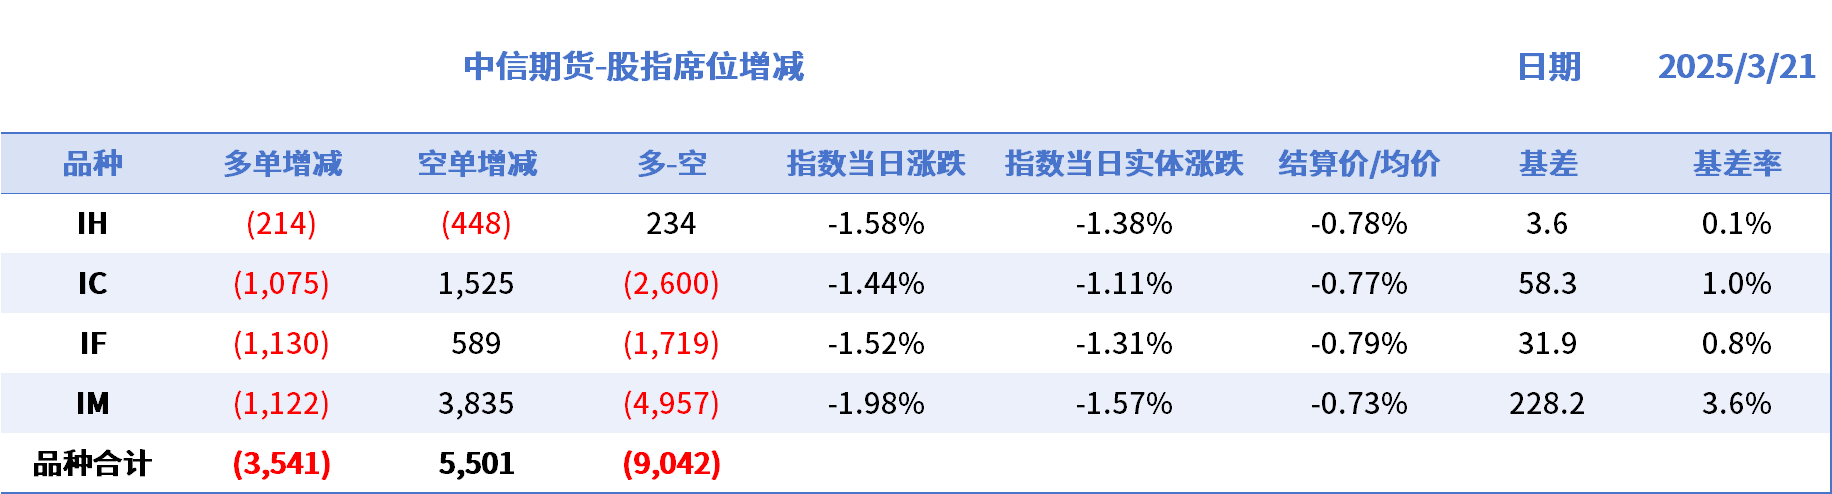 中信期货-股指席位增减 日期 2025/3/21
品种 多单增减 空单增减 多-空 指数当日涨跌 指数当日实体涨跌 结算价/均价 基差 基差率
IH (214) (448) 234 -1.58% -1.38% -0.78% 3.6 0.1%
IC (1,075) 1,525 (2,600) -1.44% -1.11% -0.77% 58.3 1.0%
IF (1,130) 589 (1,719) -1.52% -1.31% -0.79% 31.9 0.8%
IM (1,122) 3,835 (4,957) -1.98% -1.57% -0.73% 228.2 3.6%
品种合计 (3,541) 5,501 (9,042)